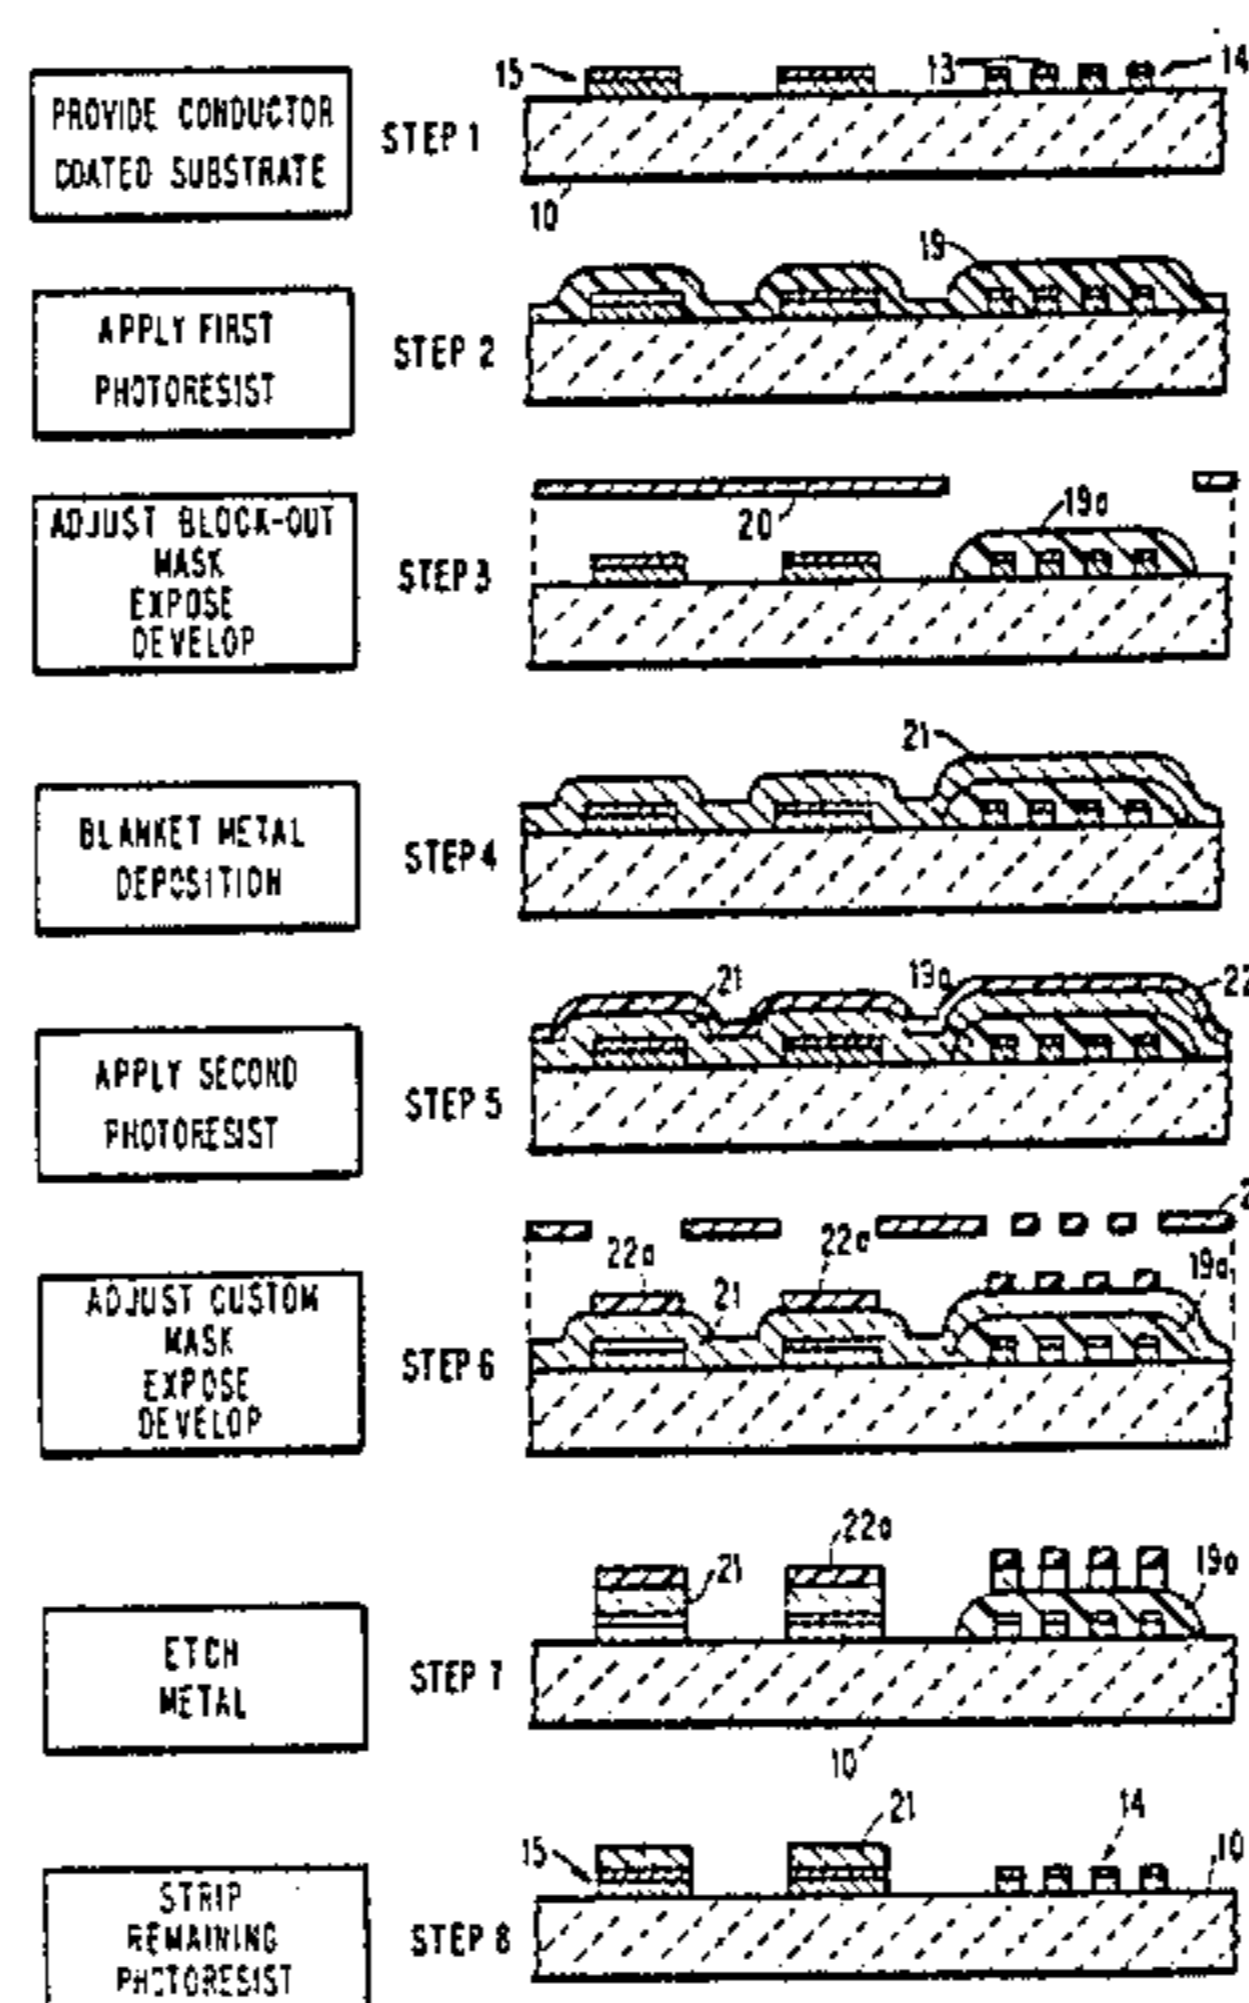 PROVIDE CONDUCTOR
COATED SUBSTRATE
STEP 1
15
13
14
10
APPLY FIRST
PHOTORESIST
STEP 2
19
ADJUST BLOCK-OUT
MASK
EXPOSE
DEVELOP
STEP 3
20
19a
BLANKET METAL
DEPOSITION
STEP 4
21
APPLY SECOND
PHOTORESIST
STEP 5
21
19a
22
ADJUST CUSTOM
MASK
EXPOSE
DEVELOP
STEP 6
22a
21
22a
19a
ETCH
METAL
STEP 7
21
22a
19a
10
STRIP
REMAINING
PHOTORESIST
STEP 8
15
21
14
10